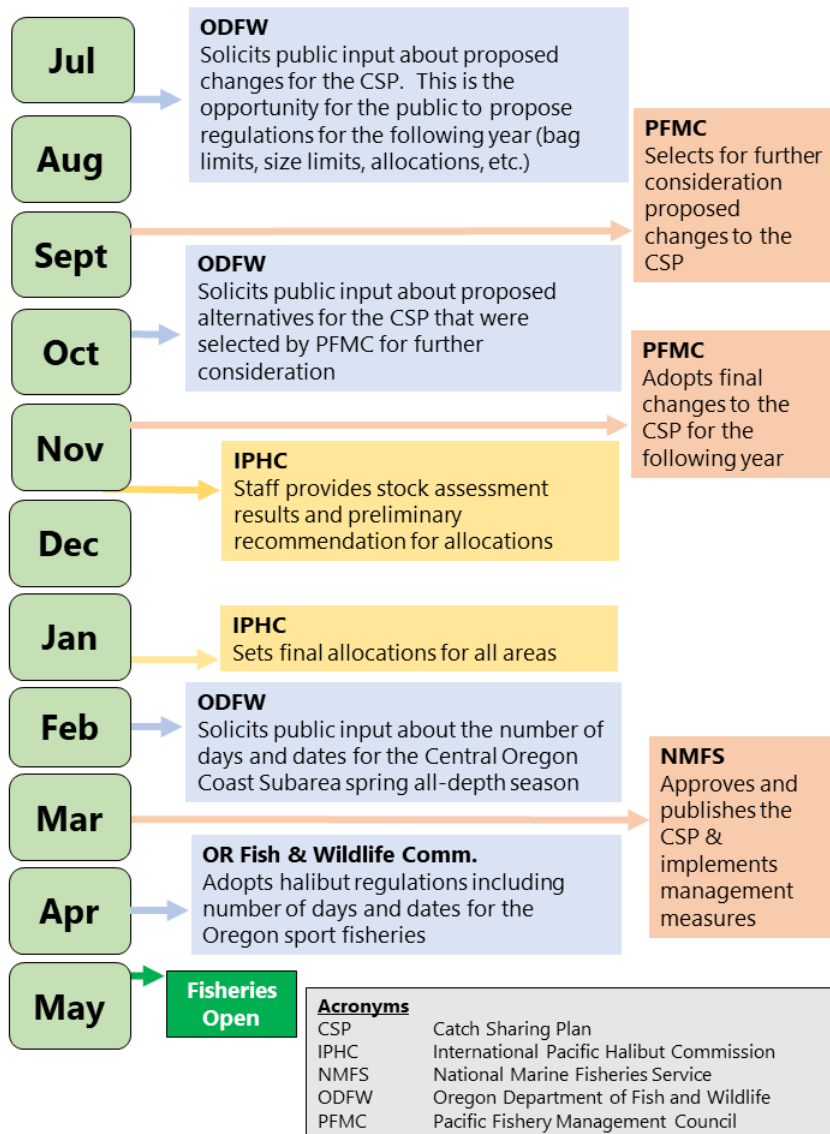 Jul
ODFW
Solicits public input about proposed
changes for the CSP.  This is the
opportunity for the public to propose
regulations for the following year (bag
limits, size limits, allocations, etc.)
Aug
PFMC
Selects for further
consideration
proposed
changes to the
CSP
Sept
ODFW
Solicits public input about proposed
alternatives for the CSP that were
selected by PFMC for further
consideration
Oct
PFMC
Adopts final
changes to the
CSP for the
following year
Nov
IPHC
Staff provides stock assessment
results and preliminary
recommendation for allocations
Dec
Jan
IPHC
Sets final allocations for all areas
Feb
ODFW
Solicits public input about the number of
days and dates for the Central Oregon
Coast Subarea spring all-depth season
NMFS
Approves and
publishes the
CSP &
implements
management
measures
Mar
OR Fish & Wildlife Comm.
Adopts halibut regulations including
number of days and dates for the
Oregon sport fisheries
Apr
May
Fisheries
Open
Acronyms
CSP Catch Sharing Plan
IPHC International Pacific Halibut Commission
NMFS National Marine Fisheries Service
ODFW Oregon Department of Fish and Wildlife
PFMC Pacific Fishery Management Council